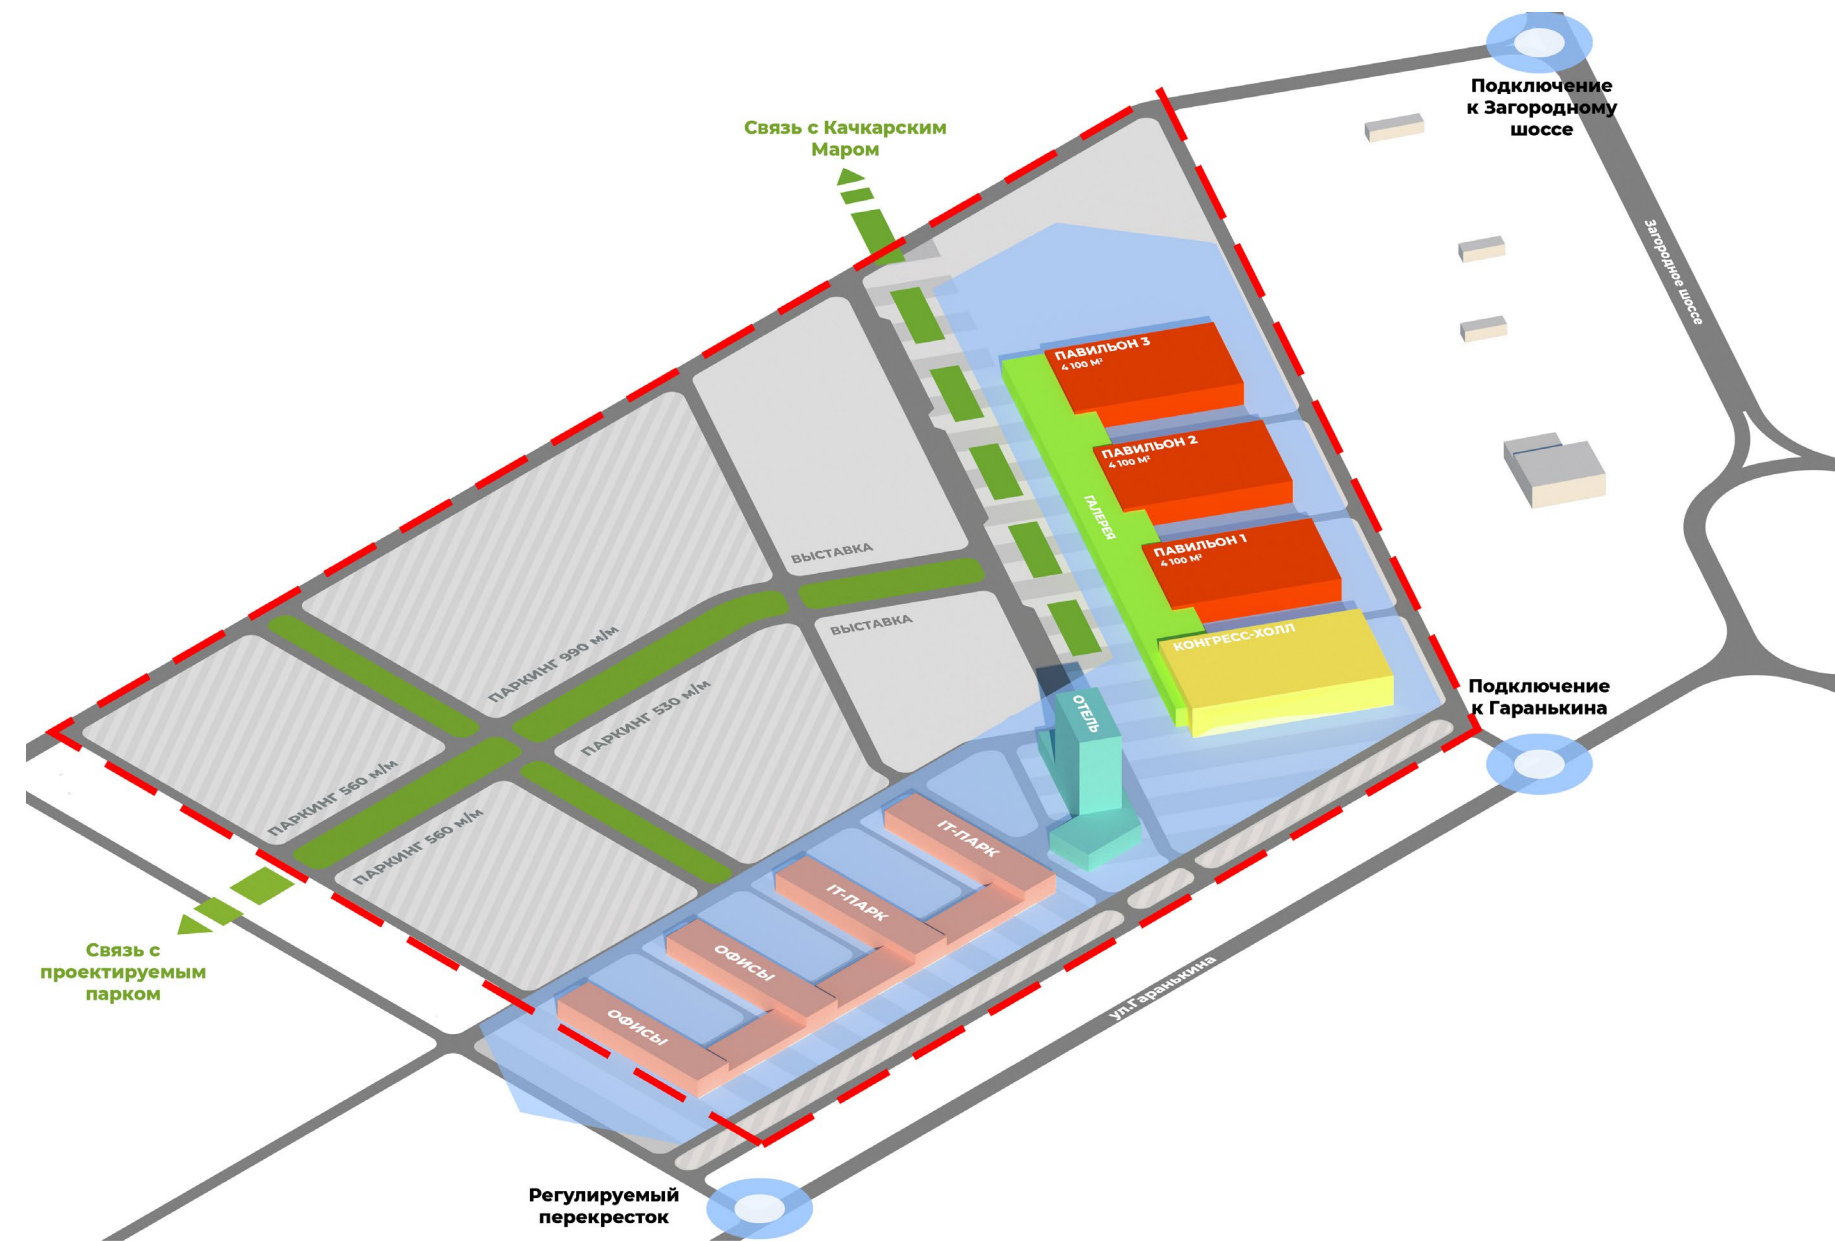 Подключение
к Загородному
шоссе
Связь с Качкарским
Маром
Загородное шоссе
ПАВИЛЬОН 3
4 100 М²
ПАВИЛЬОН 2
4 100 М²
ГАЛЕРЕЯ
ПАВИЛЬОН 1
4 100 М²
ВЫСТАВКА
ВЫСТАВКА
КОНГРЕСС-ХОЛЛ
ПАРКИНГ 990 м/м
ПАРКИНГ 530 м/м
ОТЕЛЬ
Подключение
к Гаранькина
ПАРКИНГ 560 м/м
ПАРКИНГ 560 м/м
IT-ПАРК
IT-ПАРК
ОФИСЫ
ОФИСЫ
Связь с
проектируемым
парком
ул.Гаранькина
Регулируемый
перекресток